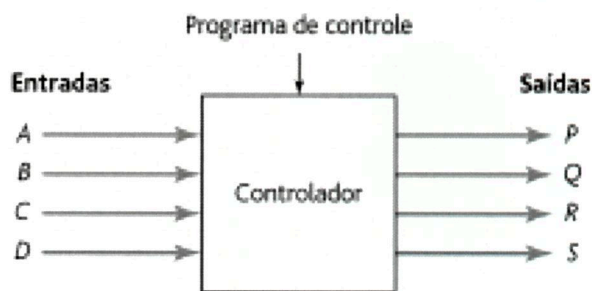 Programa de controle
Entradas
Saídas
A
P
B
Q
Controlador
C
R
D
S